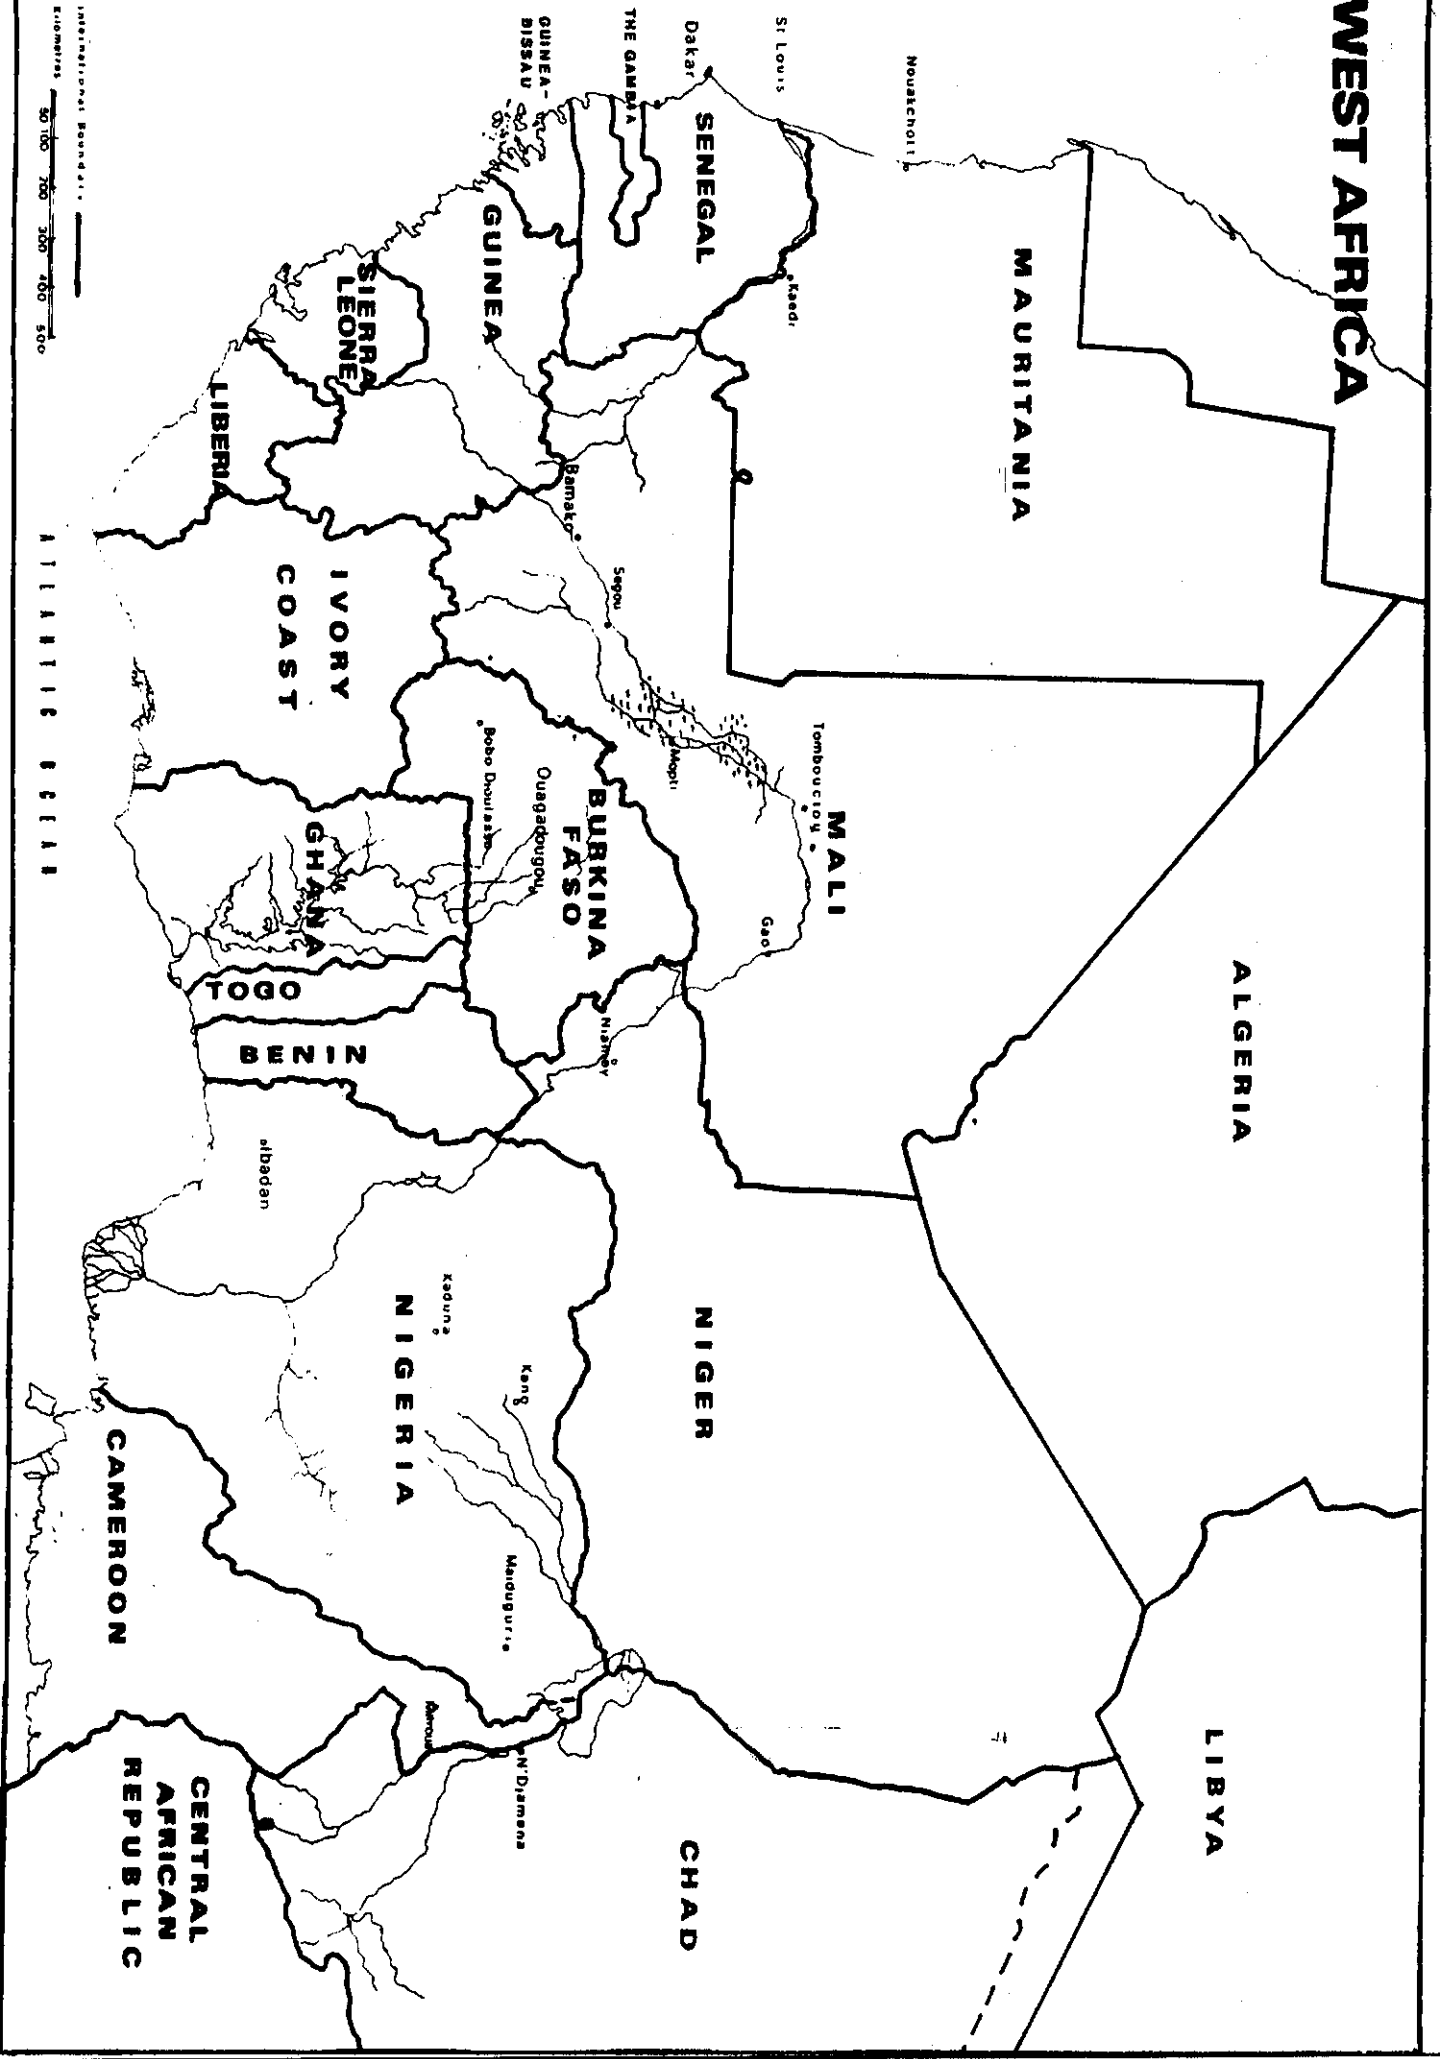 WEST AFRICA
St Louis
Nouakchott
Dakar
THE GAMBIA
GUINEA-
BISSAU
SENEGAL
Kaedi
MAURITANIA
GUINEA
SIERRA
LEONE
LIBERIA
Bamako
Segou
IVORY
COAST
Mopti
Tombouctou
MALI
Gao
ALGERIA
Bobo Dioulasso
Ouagadougou
BURKINA
FASO
GHANA
TOGO
BENIN
Niamey
NIGER
Ibadan
Kaduna
Kano
NIGERIA
Maiduguri
CAMEROON
Maroua
N'Djamena
CHAD
LIBYA
CENTRAL
AFRICAN
REPUBLIC
ATLANTIC OCEAN
International Boundary
Kilometres 50 100 200 300 400 500